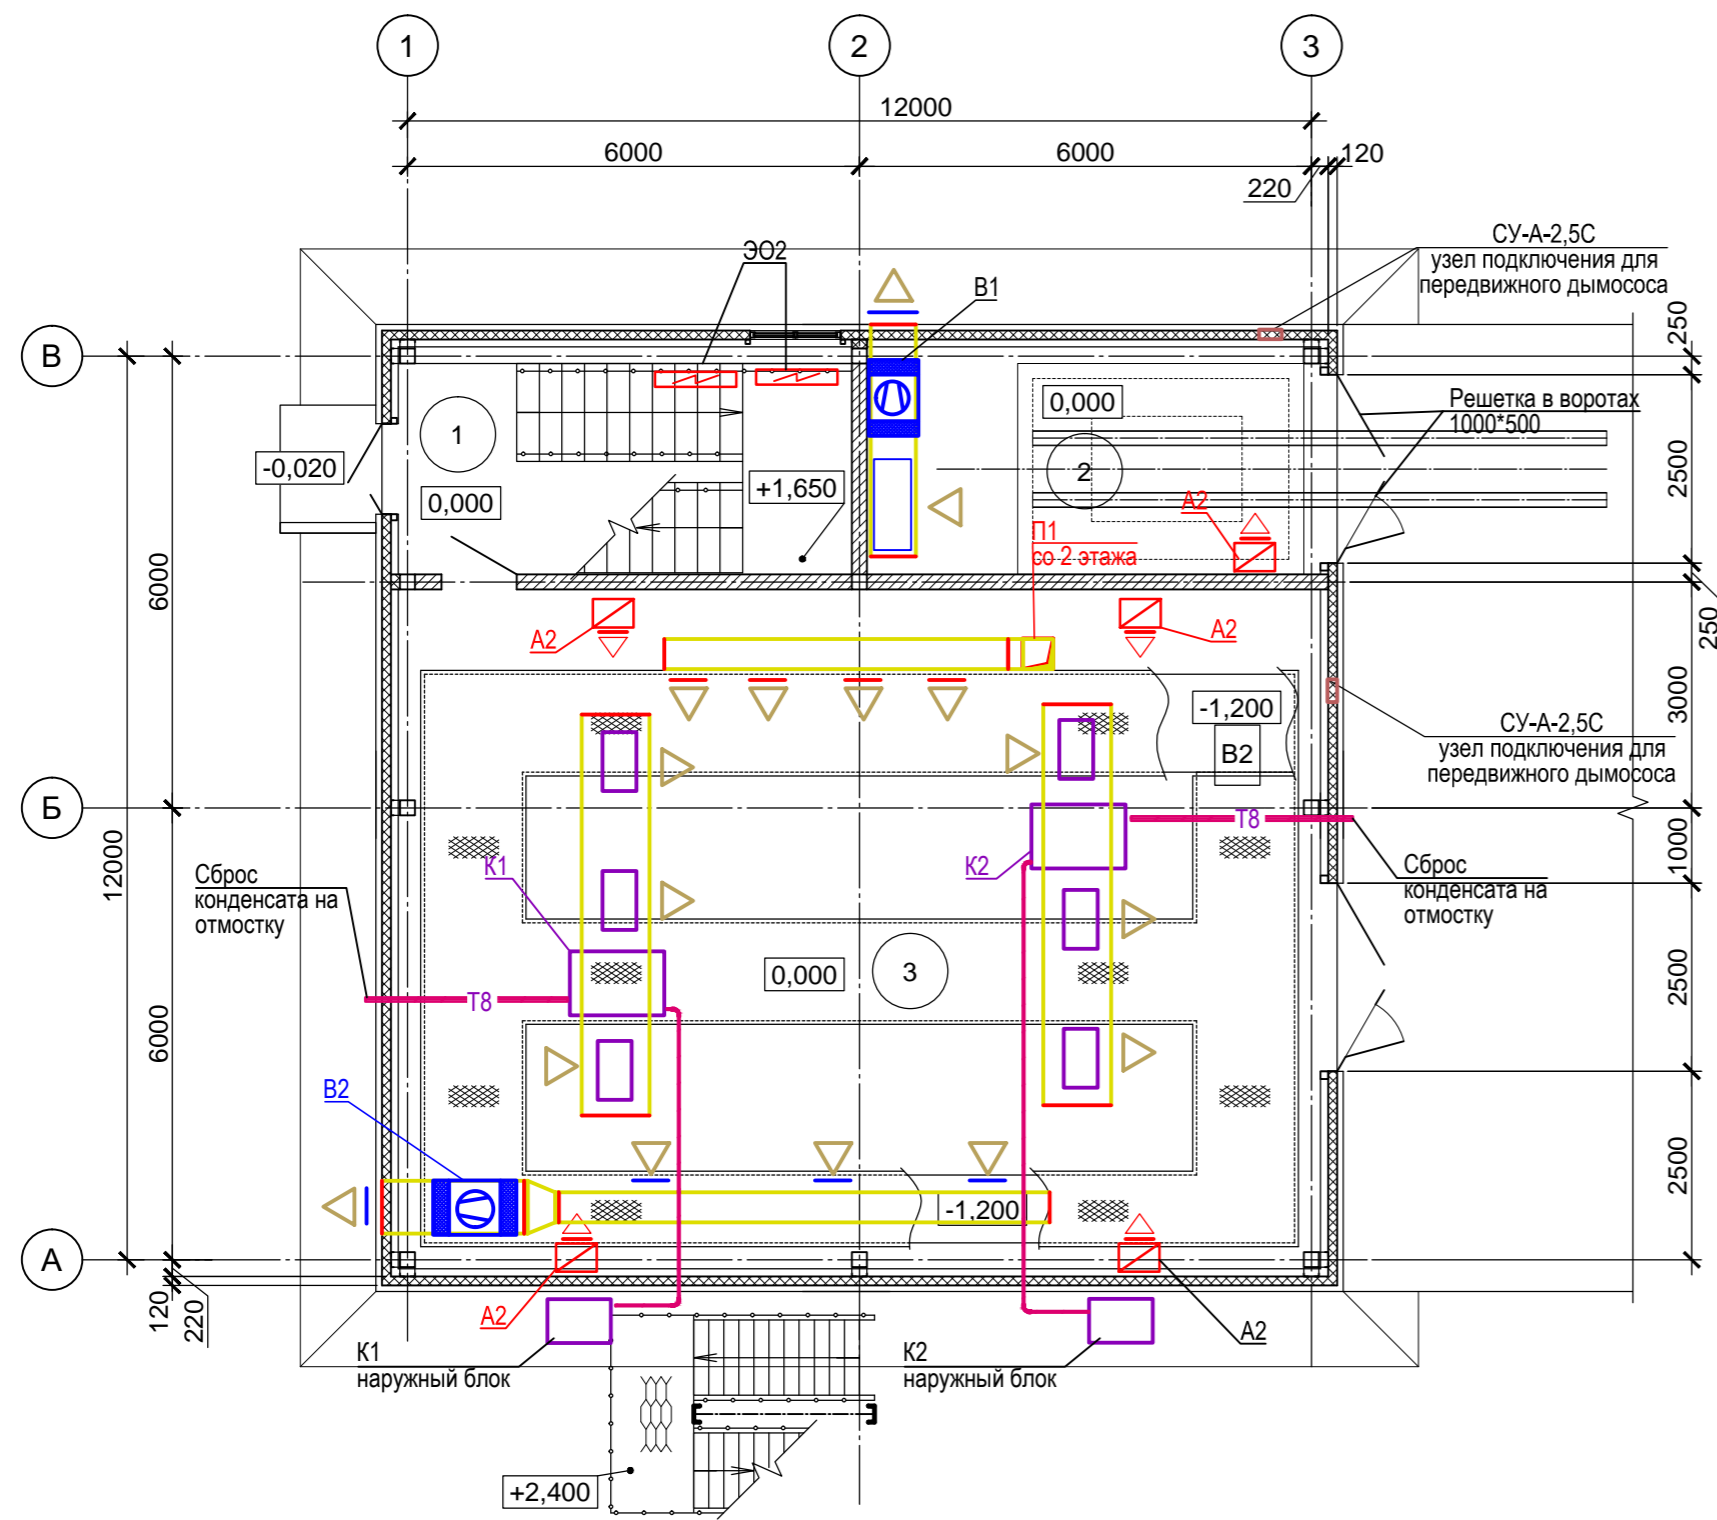 1
2
3
12000
6000
6000
120
220
ЭО2
В1
СУ-А-2,5С
узел подключения для
передвижного дымососа
250
В
0,000
Решетка в воротах
1000*500
1
2
-0,020
0,000
+1,650
2500
А2
П1
со 2 этажа
6000
А2
А2
250
3000
-1,200
В2
СУ-А-2,5С
узел подключения для
передвижного дымососа
Б
Т8
12000
К1
К2
1000
Сброс
конденсата на
отмостку
Сброс
конденсата на
отмостку
0,000
3
Т8
2500
6000
В2
2500
-1,200
А
120
220
А2
А2
К1
наружный блок
К2
наружный блок
+2,400